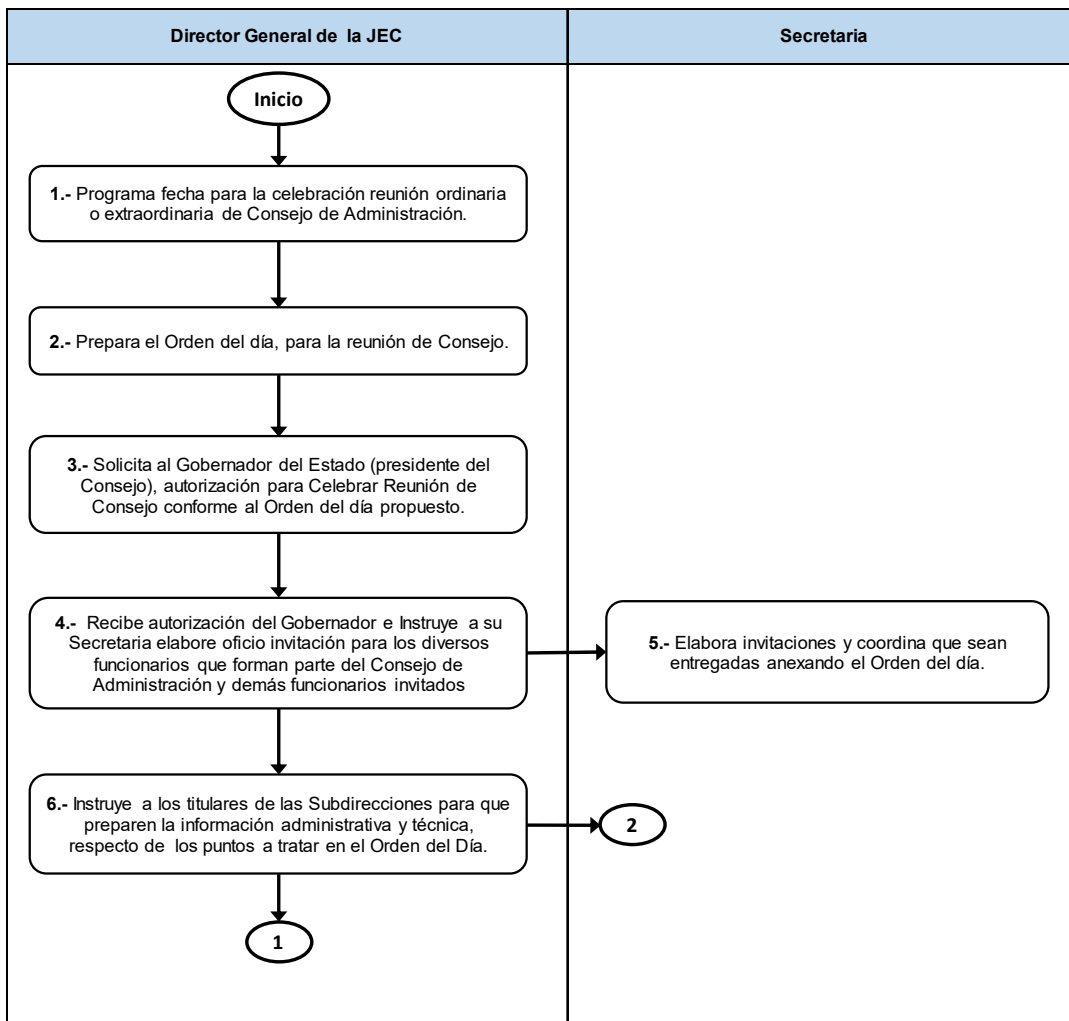 Director General de la JEC
Secretaria
Inicio
1.- Programa fecha para la celebración reunión ordinaria
o extraordinaria de Consejo de Administración.
2.- Prepara el Orden del día, para la reunión de Consejo.
3.- Solicita al Gobernador del Estado (presidente del
Consejo), autorización para Celebrar Reunión de
Consejo conforme al Orden del día propuesto.
4.- Recibe autorización del Gobernador e Instruye a su
Secretaria elabore oficio invitación para los diversos
funcionarios que forman parte del Consejo de
Administración y demás funcionarios invitados
5.- Elabora invitaciones y coordina que sean
entregadas anexando el Orden del día.
6.- Instruye a los titulares de las Subdirecciones para que
preparen la información administrativa y técnica,
respecto de los puntos a tratar en el Orden del Día.
2
1